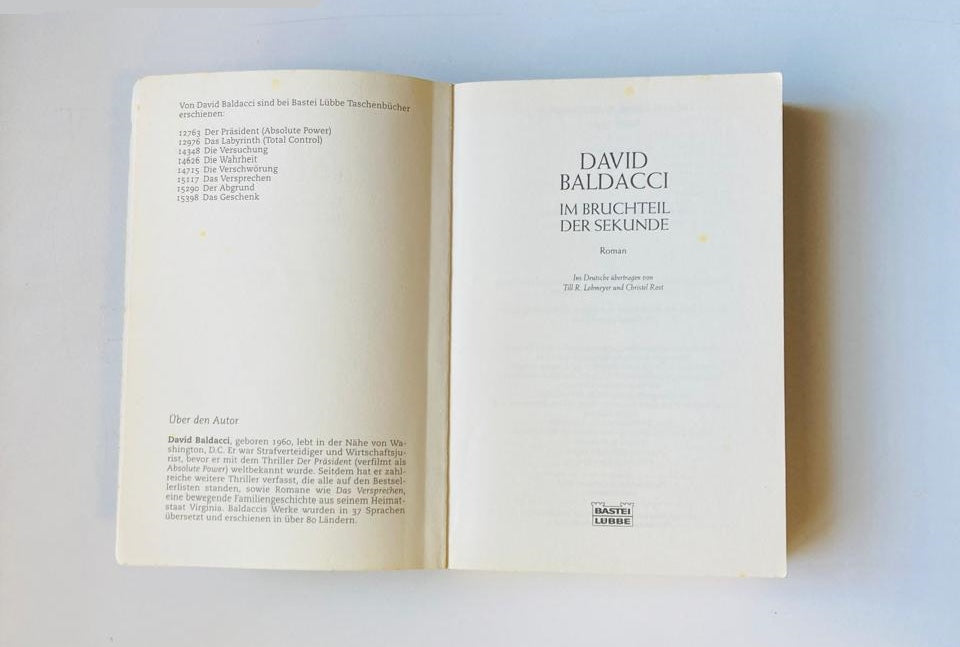 Von David Baldacci sind bei Bastei Lübbe Taschenbücher
erschienen:
12763 Der Präsident (Absolute Power)
12976 Das Labyrinth (Total Control)
14348 Die Versuchung
14626 Die Wahrheit
14715 Die Verschwörung
15117 Das Versprechen
15290 Der Abgrund
15398 Das Geschenk
Über den Autor
David Baldacci, geboren 1960, lebt in der Nähe von Wa-
shington, D.C. Er war Strafverteidiger und Wirtschaftsju-
rist, bevor er mit dem Thriller Der Präsident (verfilmt als
Absolute Power) weltbekannt wurde. Seitdem hat er zahl-
reiche weitere Thriller verfasst, die alle auf den Bestsel-
lerlisten standen, sowie Romane wie Das Versprechen,
eine bewegende Familiengeschichte aus seinem Heimat-
staat Virginia. Baldaccis Werke wurden in 37 Sprachen
übersetzt und erschienen in über 80 Ländern.
DAVID
BALDACCI
IM BRUCHTEIL
DER SEKUNDE
Roman
Ins Deutsche übertragen von
Till R. Lohmeyer und Christel Rost
BASTEI
LÜBBE